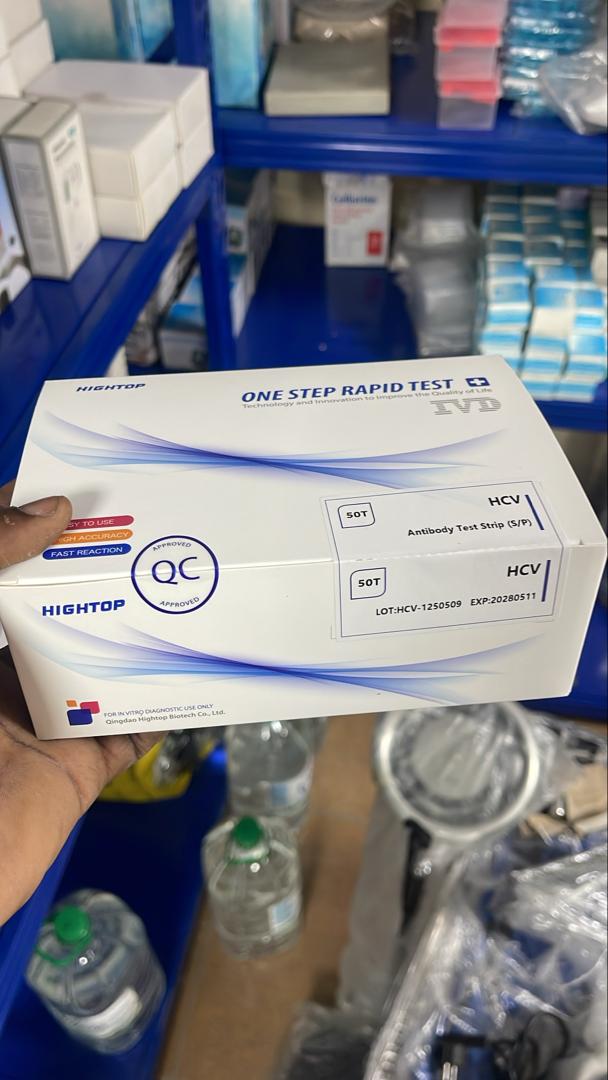 HIGHTOP
ONE STEP RAPID TEST
Technology and Innovation to Improve the Quality of Life
IVD
SY TO USE
GH ACCURACY
FAST REACTION
APPROVED
QC
APPROVED
50T
HCV
Antibody Test Strip (S/P)
50T
HCV
LOT:HCV-1250509 EXP:20280511
HIGHTOP
FOR IN VITRO DIAGNOSTIC USE ONLY
Qingdao Hightop Biotech Co., Ltd.